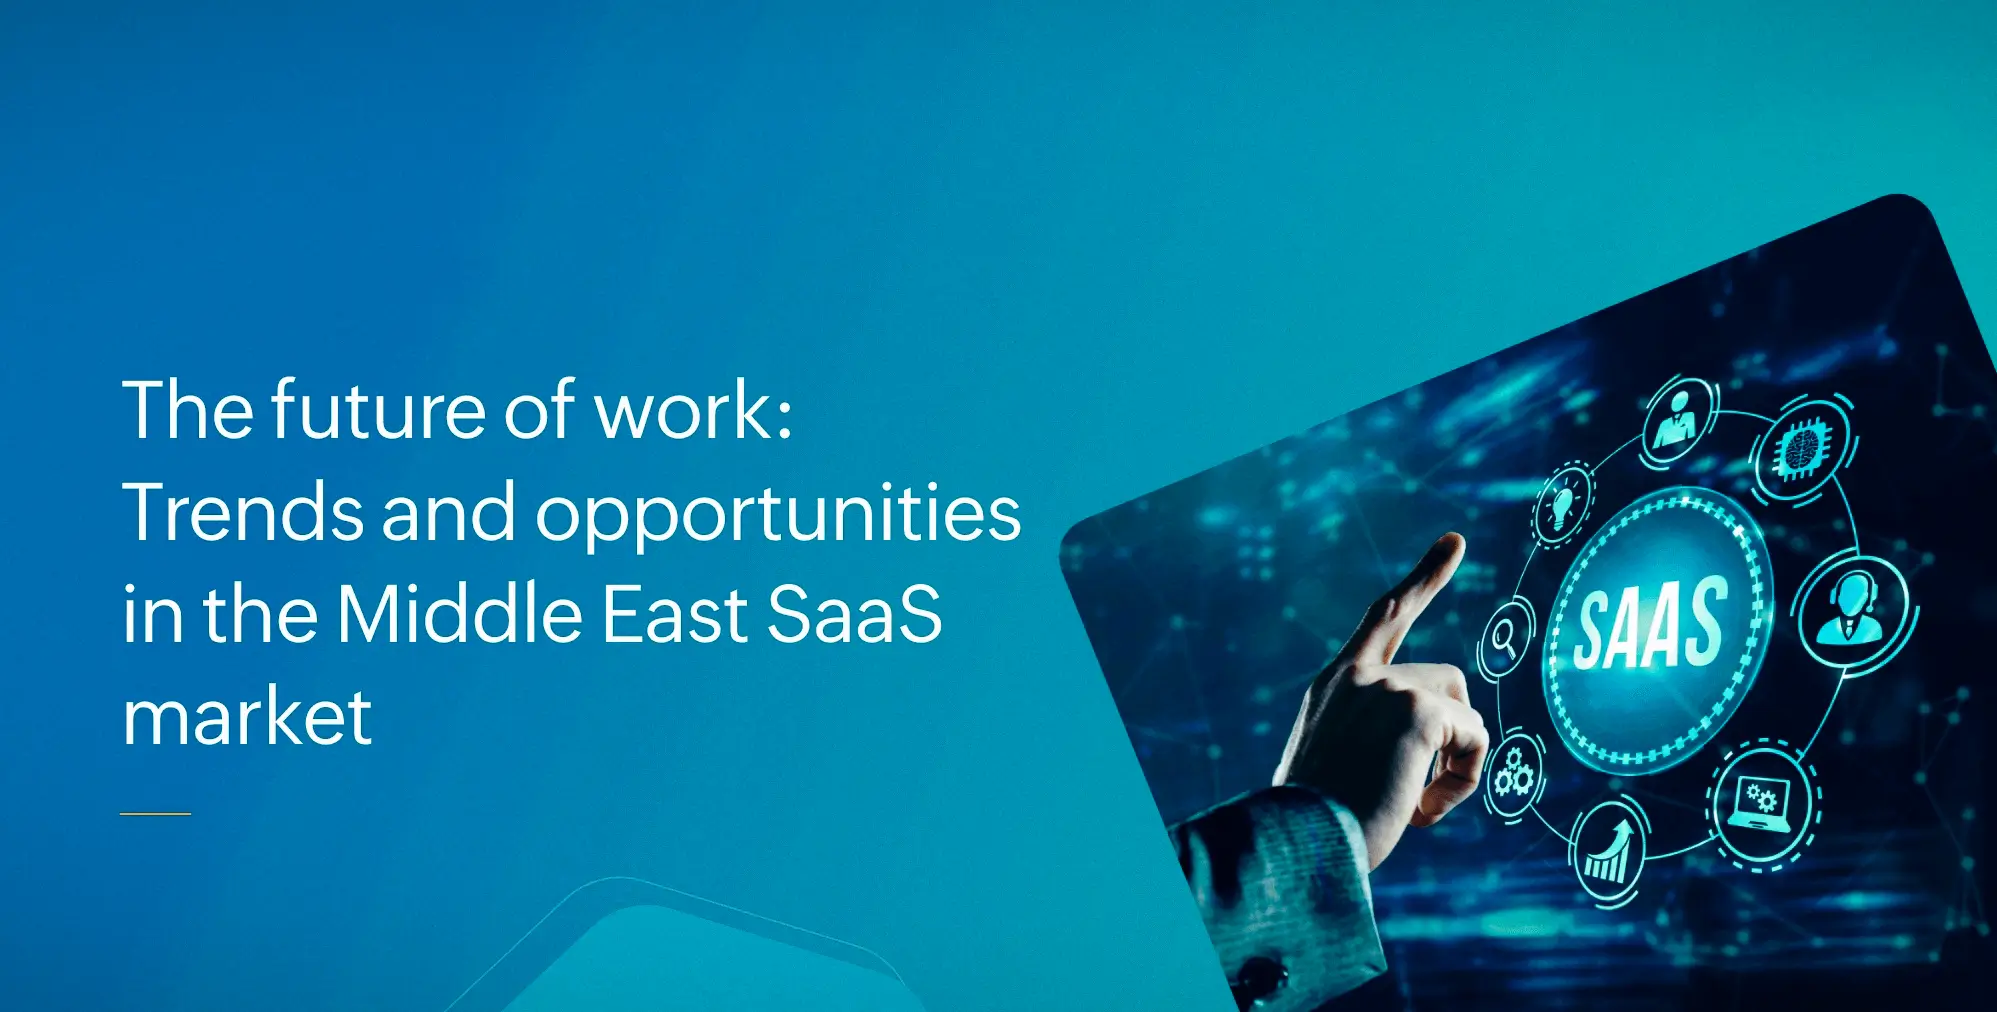 The future of work:
Trends and opportunities
in the Middle East SaaS
market
SAAS